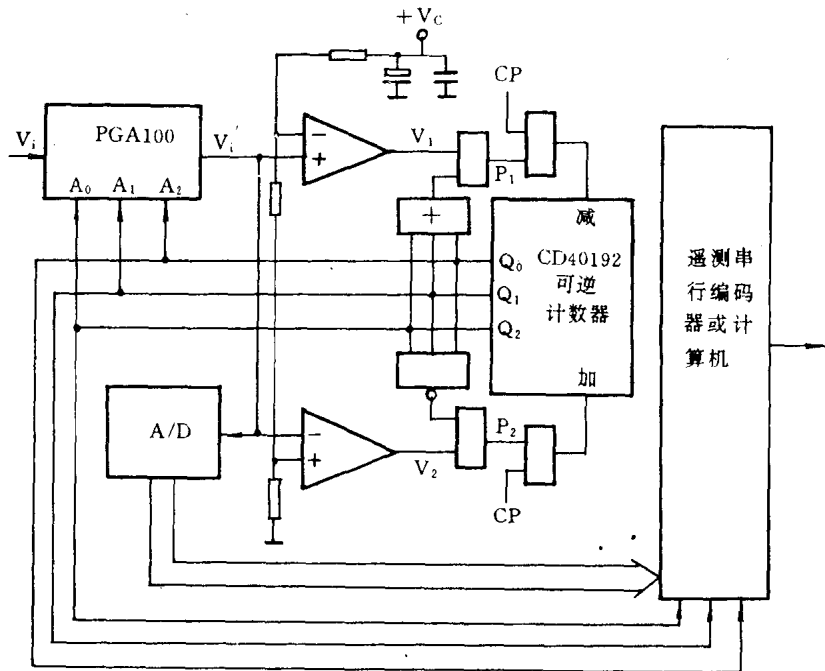 +V_C
CP
PGA100
V_i
V_i'
V_1
P_1
A_0 A_1 A_2
−
+
+
减
Q_0 CD40192
可逆
Q_1
计数器
Q_2
加
遥测串
行编码
器或计
算机
A/D
−
+
V_2
P_2
CP